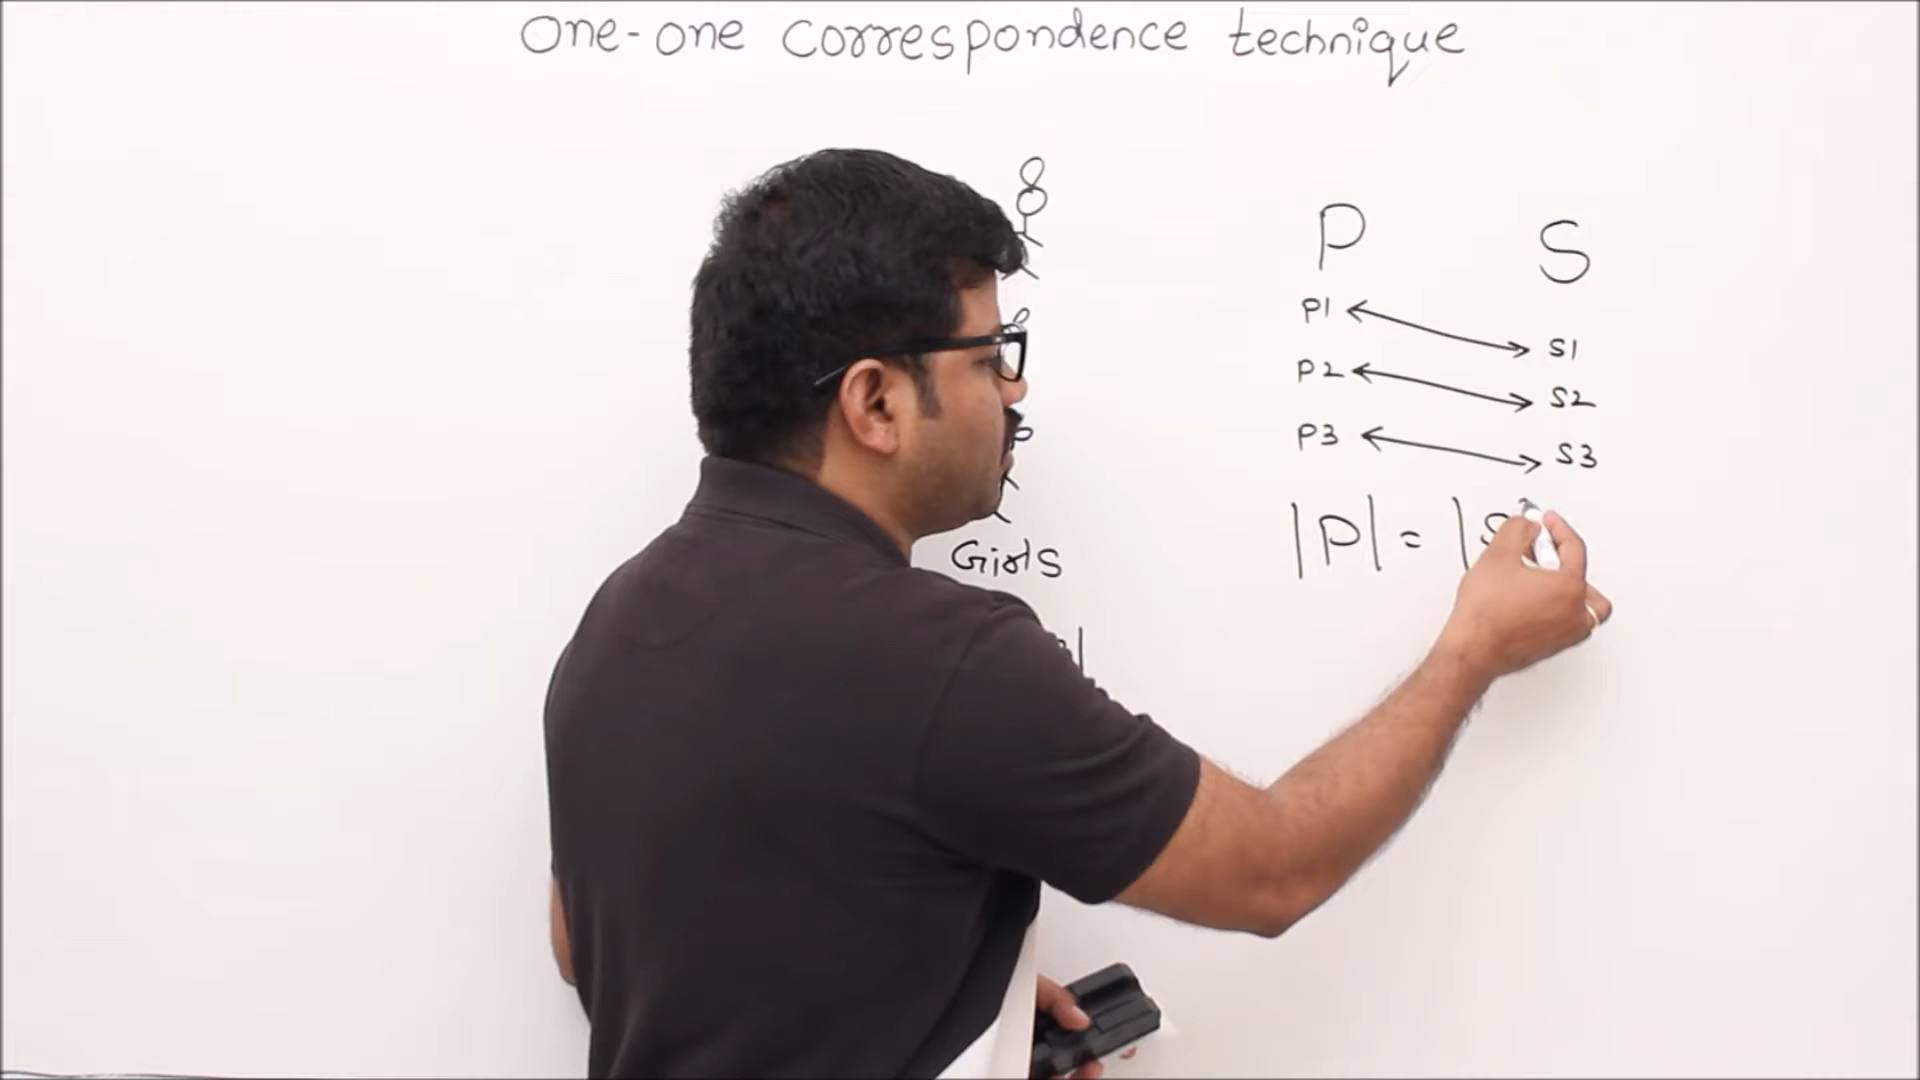 One-one correspondence technique
P S
P1 S1
P2 S2
P3 S3
|P| = |S
Girls